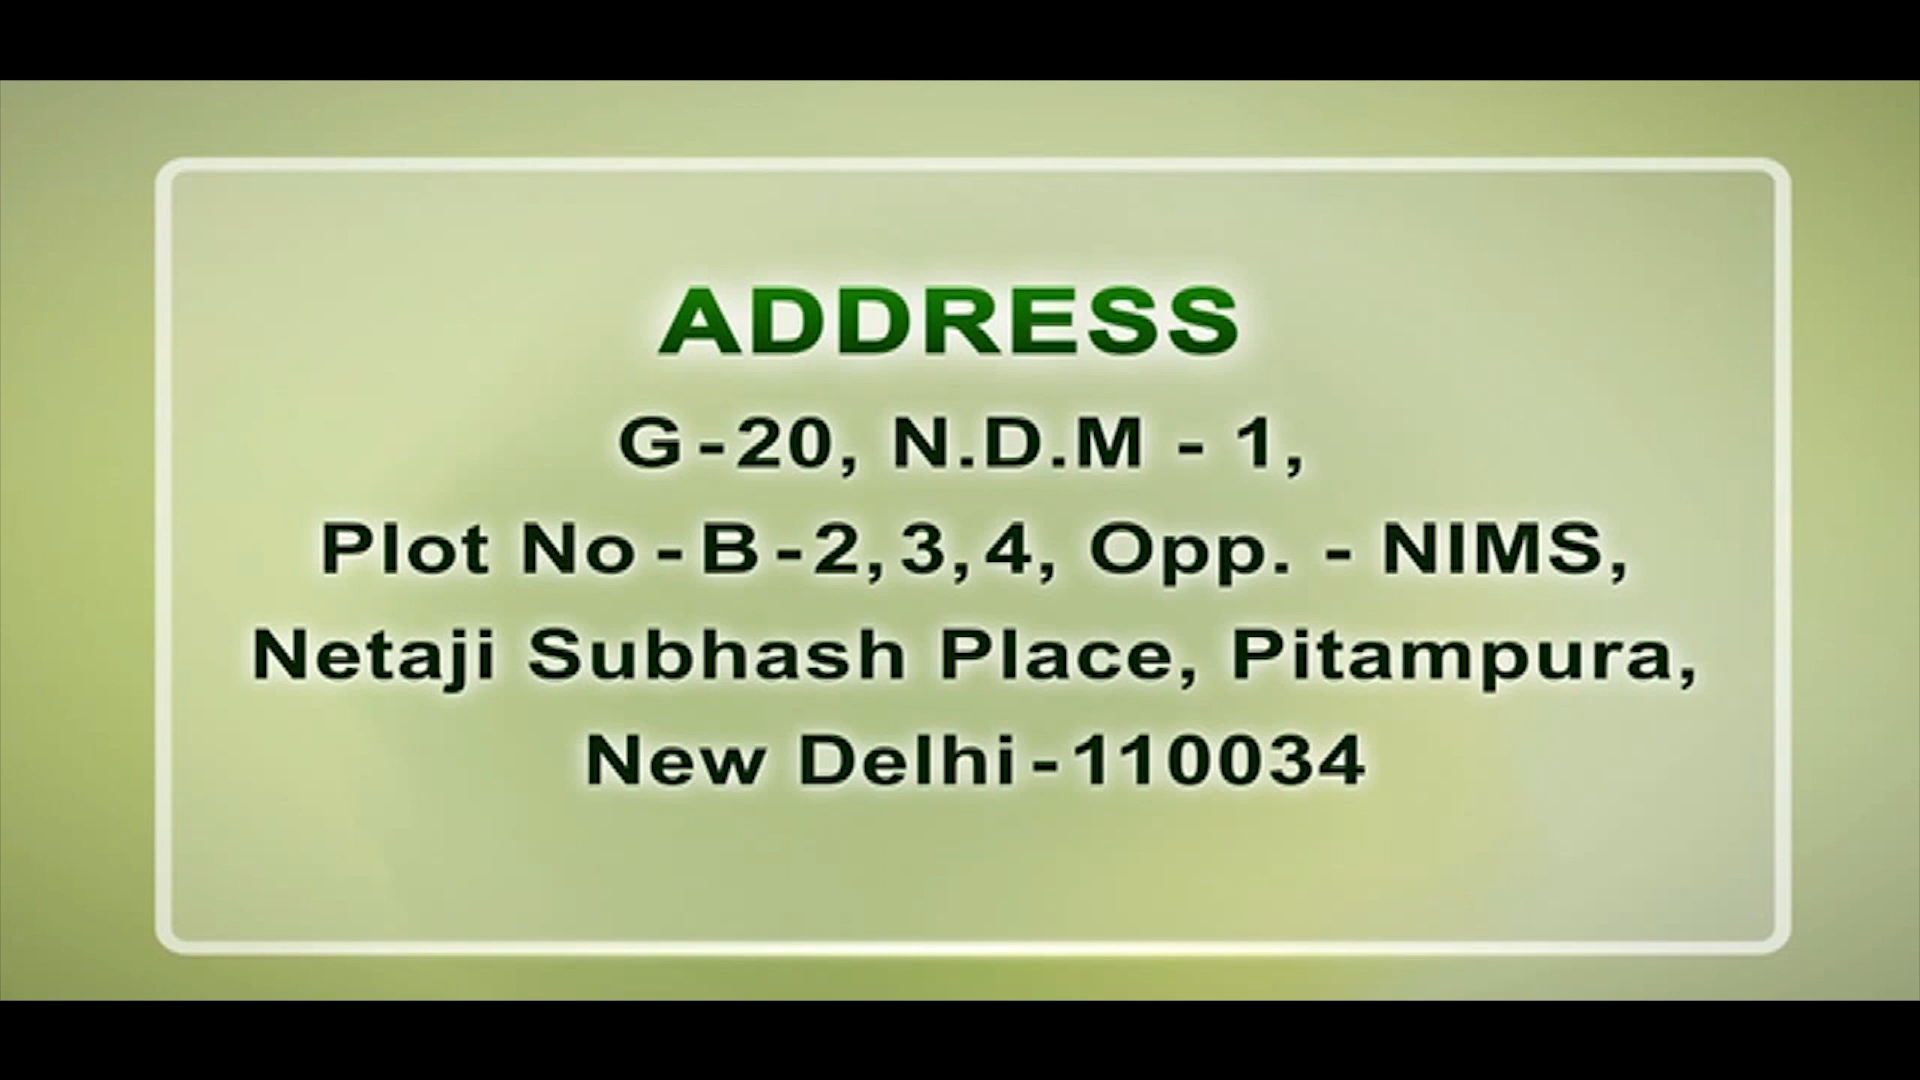 ADDRESS
G-20, N.D.M - 1,
Plot No-B-2,3,4, Opp. - NIMS,
Netaji Subhash Place, Pitampura,
New Delhi-110034